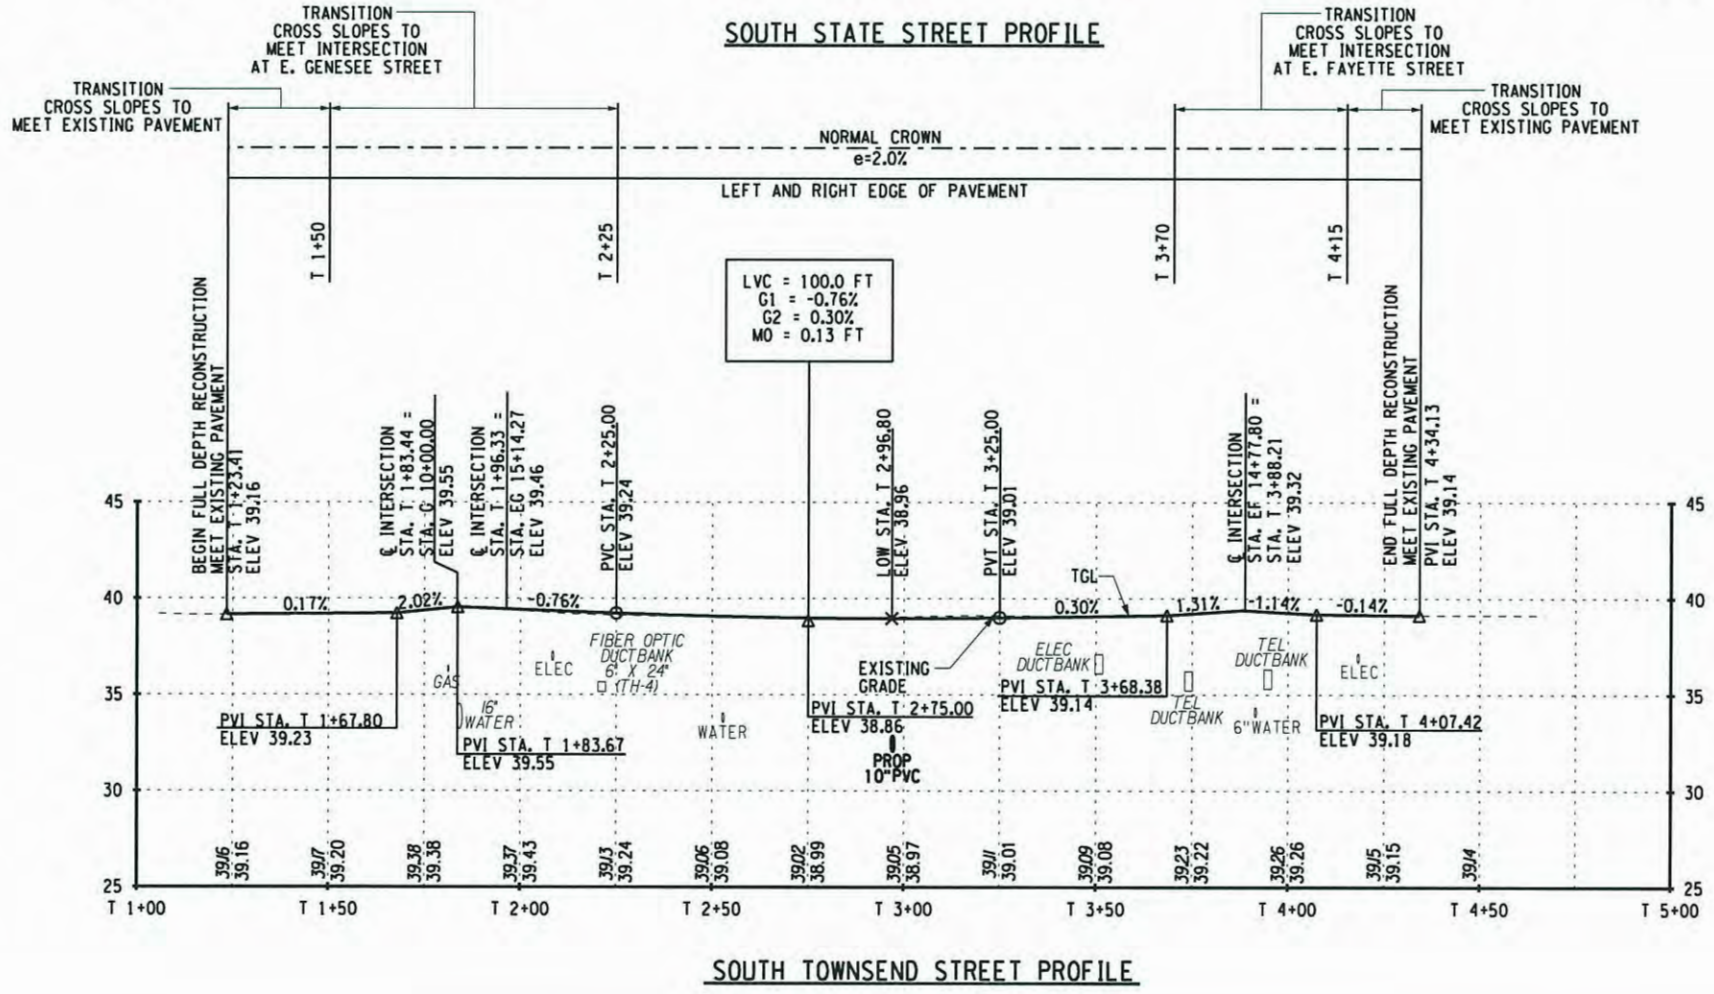 SOUTH STATE STREET PROFILE
TRANSITION
CROSS SLOPES TO
MEET INTERSECTION
AT E. GENESEE STREET
TRANSITION
CROSS SLOPES TO
MEET EXISTING PAVEMENT
TRANSITION
CROSS SLOPES TO
MEET INTERSECTION
AT E. FAYETTE STREET
TRANSITION
CROSS SLOPES TO
MEET EXISTING PAVEMENT
NORMAL CROWN
e=2.0%
LEFT AND RIGHT EDGE OF PAVEMENT
T 1+50
T 2+25
T 3+70
T 4+15
LVC = 100.0 FT
G1 = -0.76%
G2 = 0.30%
MO = 0.13 FT
BEGIN FULL DEPTH RECONSTRUCTION
MEET EXISTING PAVEMENT
STA. T 1+23.41
ELEV 39.16
℄ INTERSECTION
STA. T 1+83.44 =
STA. G 10+00.00
ELEV 39.55
℄ INTERSECTION
STA. T 1+96.33 =
STA. EG 15+14.27
ELEV 39.46
PVC STA. T 2+25.00
ELEV 39.24
LOW STA. T 2+96.80
ELEV 38.96
PVT STA. T 3+25.00
ELEV 39.01
℄ INTERSECTION
STA. EF 14+77.80 =
STA. T 3+88.21
ELEV 39.32
END FULL DEPTH RECONSTRUCTION
MEET EXISTING PAVEMENT
PVI STA. T 4+34.13
ELEV 39.14
45
45
40
40
35
35
30
30
25
25
0.17%
2.02%
-0.76%
0.30%
1.31%
-1.14%
-0.14%
TGL
EXISTING
GRADE
GAS
16"
WATER
ELEC
FIBER OPTIC
DUCTBANK
6" X 24"
(TH-4)
WATER
ELEC
DUCTBANK
TEL
DUCTBANK
TEL
DUCTBANK
6"WATER
ELEC
PROP
10"PVC
PVI STA. T 1+67.80
ELEV 39.23
PVI STA. T 1+83.67
ELEV 39.55
PVI STA. T 2+75.00
ELEV 38.86
PVI STA. T 3+68.38
ELEV 39.14
PVI STA. T 4+07.42
ELEV 39.18
39.16
39.16
39.17
39.20
39.38
39.38
39.37
39.43
39.13
39.24
39.06
39.08
39.02
38.99
39.05
38.97
39.11
39.01
39.09
39.08
39.23
39.22
39.26
39.26
39.15
39.15
39.14
T 1+00
T 1+50
T 2+00
T 2+50
T 3+00
T 3+50
T 4+00
T 4+50
T 5+00
SOUTH TOWNSEND STREET PROFILE